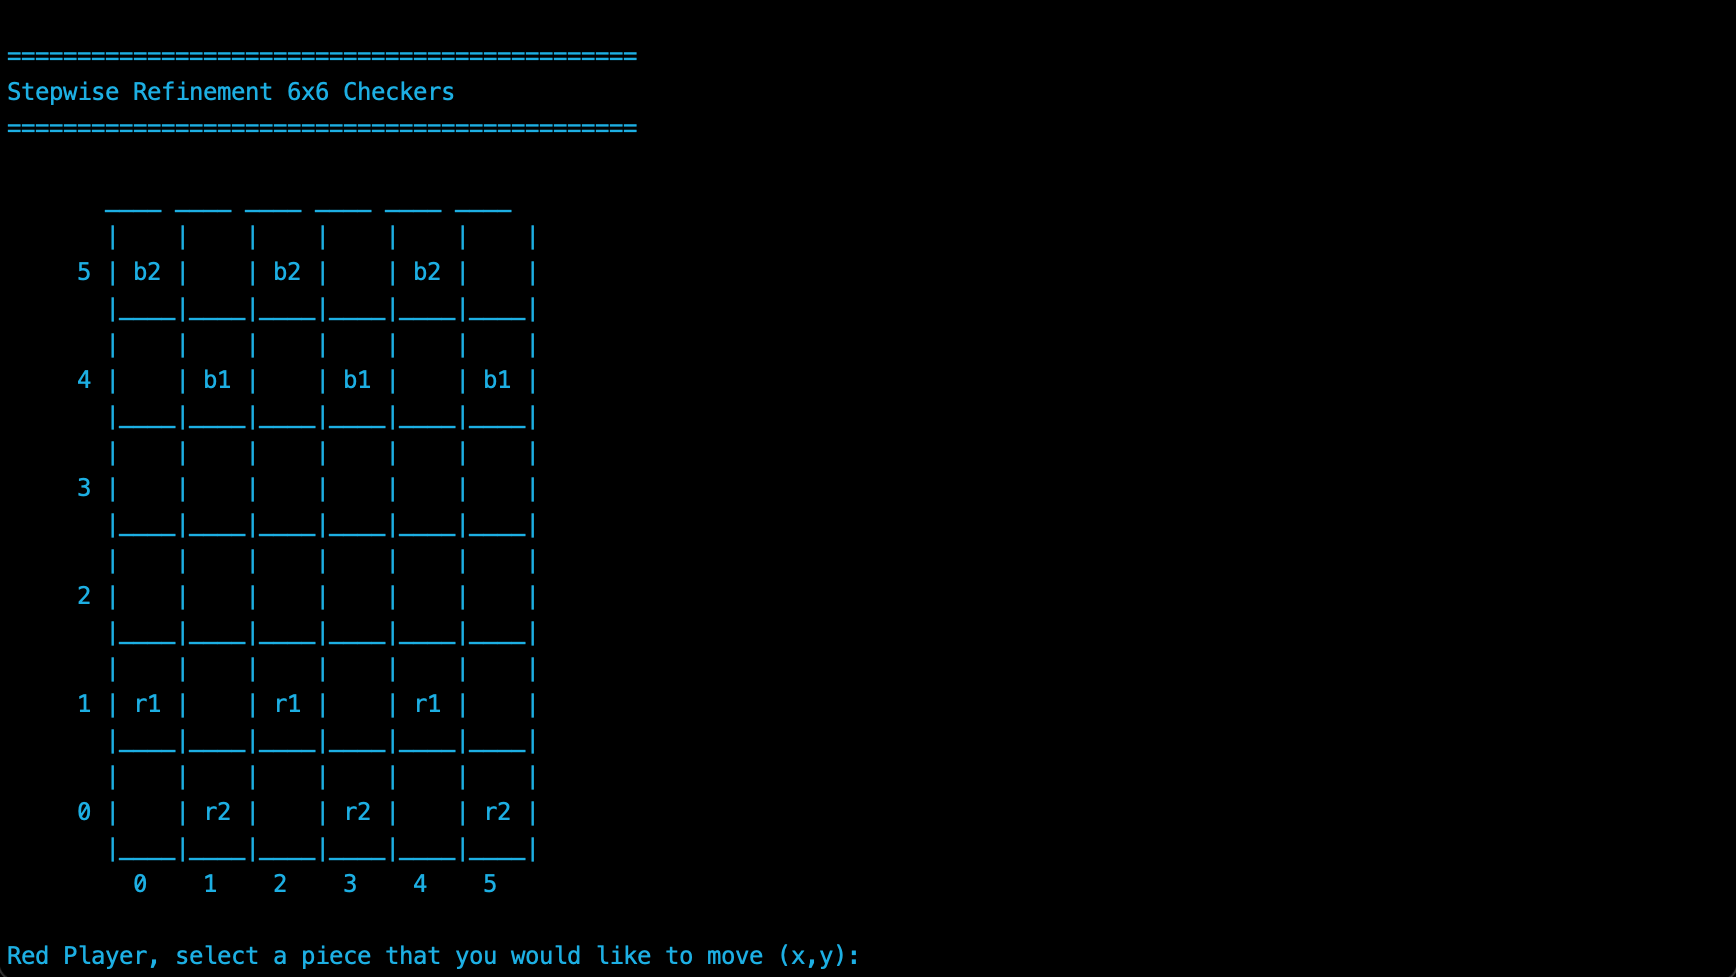 =============================================
Stepwise Refinement 6x6 Checkers
=============================================
5 | b2 | | b2 | | b2 | |
4 | | b1 | | b1 | | b1 |
3 | | | | | | |
2 | | | | | | |
1 | r1 | | r1 | | r1 | |
0 | | r2 | | r2 | | r2 |
0 1 2 3 4 5
Red Player, select a piece that you would like to move (x,y):